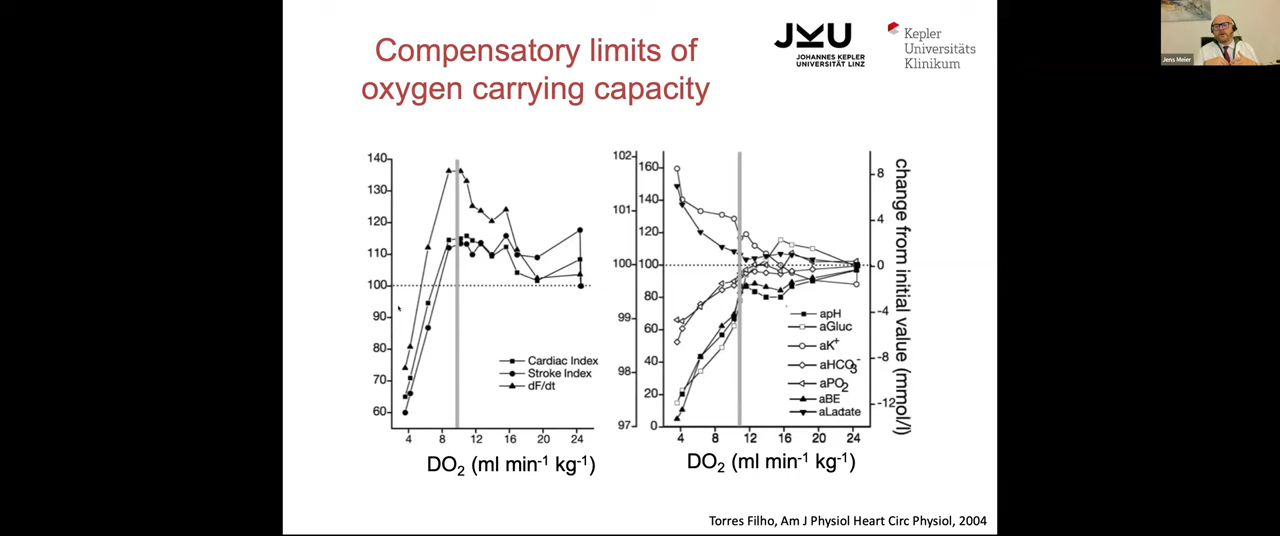 Compensatory limits of
oxygen carrying capacity
JKU
JOHANNES KEPLER
UNIVERSITÄT LINZ
Kepler
Universitäts
Klinikum
Jens Meier
140
130
120
110
100
90
80
70
60
4 8 12 16 20 24
Cardiac Index
Stroke Index
dF/dt
DO2 (ml min-1 kg-1)
102
101
100
99
98
97
160
140
120
100
80
60
40
20
0
4 8 12 16 20 24
8
4
0
-4
-8
-12
change from initial value (mmol/l)
apH
aGluc
aK+
aHCO3-
aPO2
aBE
aLadate
DO2 (ml min-1 kg-1)
Torres Filho, Am J Physiol Heart Circ Physiol, 2004